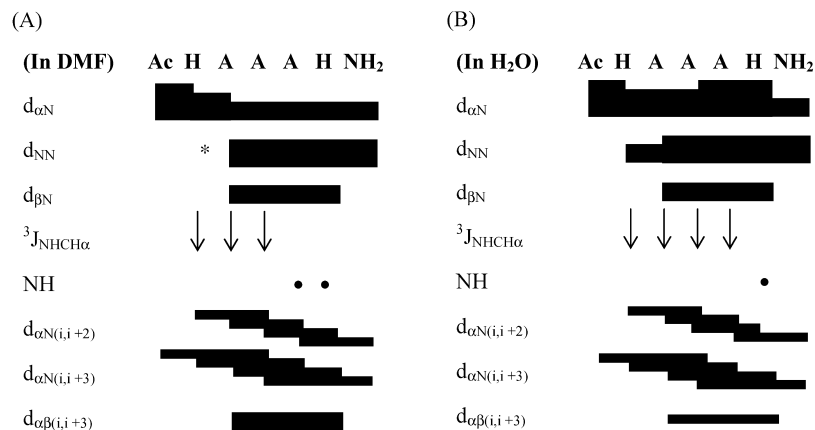 (A) (B)
(In DMF) Ac H A A A H NH₂ (In H₂O) Ac H A A A H NH₂
dαN dαN
dNN * dNN
dβN dβN
³JNHCHα ³JNHCHα
NH NH
dαN(i,i +2) dαN(i,i +2)
dαN(i,i +3) dαN(i,i +3)
dαβ(i,i +3) dαβ(i,i +3)